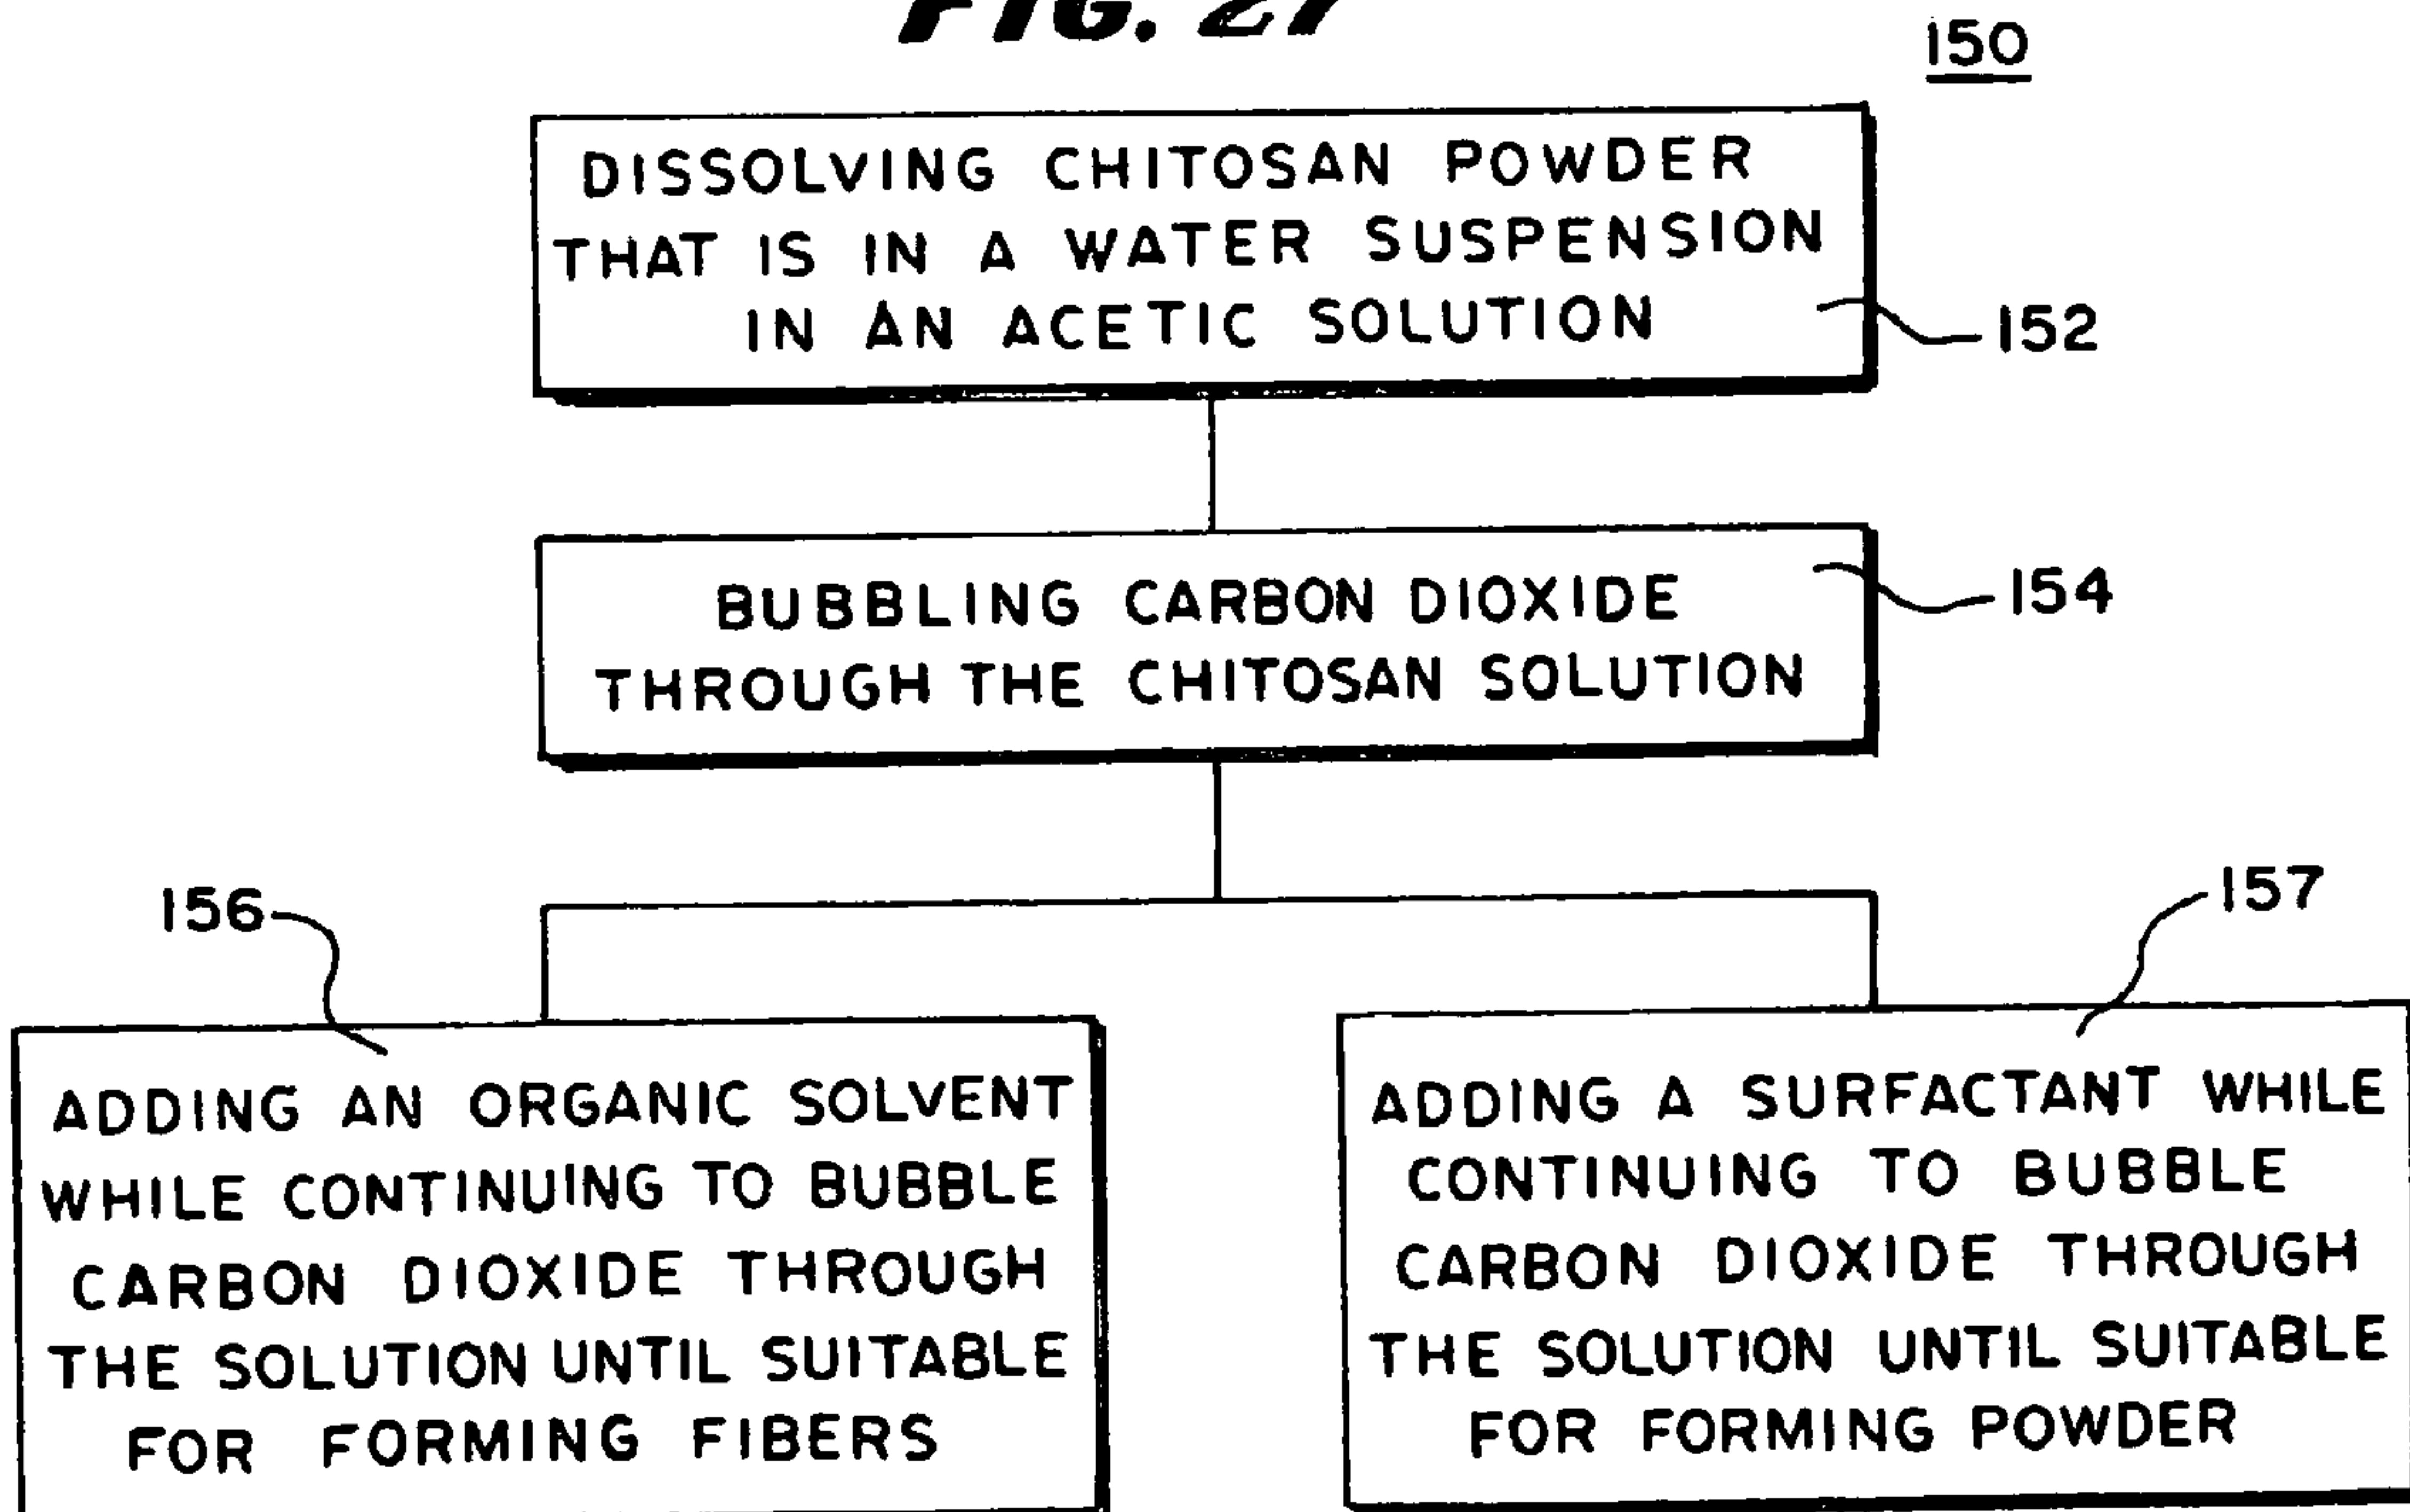 FIG. 27
150
DISSOLVING CHITOSAN POWDER
THAT IS IN A WATER SUSPENSION
IN AN ACETIC SOLUTION
152
BUBBLING CARBON DIOXIDE
THROUGH THE CHITOSAN SOLUTION
154
156
157
ADDING AN ORGANIC SOLVENT
WHILE CONTINUING TO BUBBLE
CARBON DIOXIDE THROUGH
THE SOLUTION UNTIL SUITABLE
FOR FORMING FIBERS
ADDING A SURFACTANT WHILE
CONTINUING TO BUBBLE
CARBON DIOXIDE THROUGH
THE SOLUTION UNTIL SUITABLE
FOR FORMING POWDER